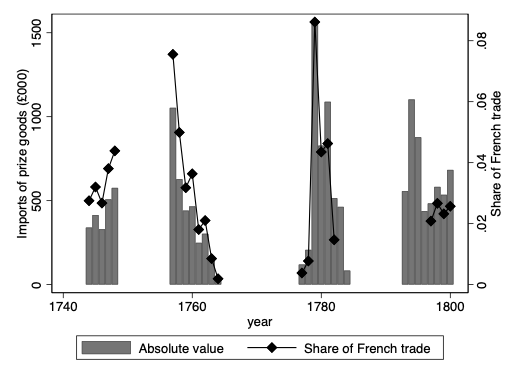 Imports of prize goods (£000)
1500
1000
500
0
.08
.06
.04
.02
0
Share of French trade
1740
1760
1780
1800
year
Absolute value
Share of French trade